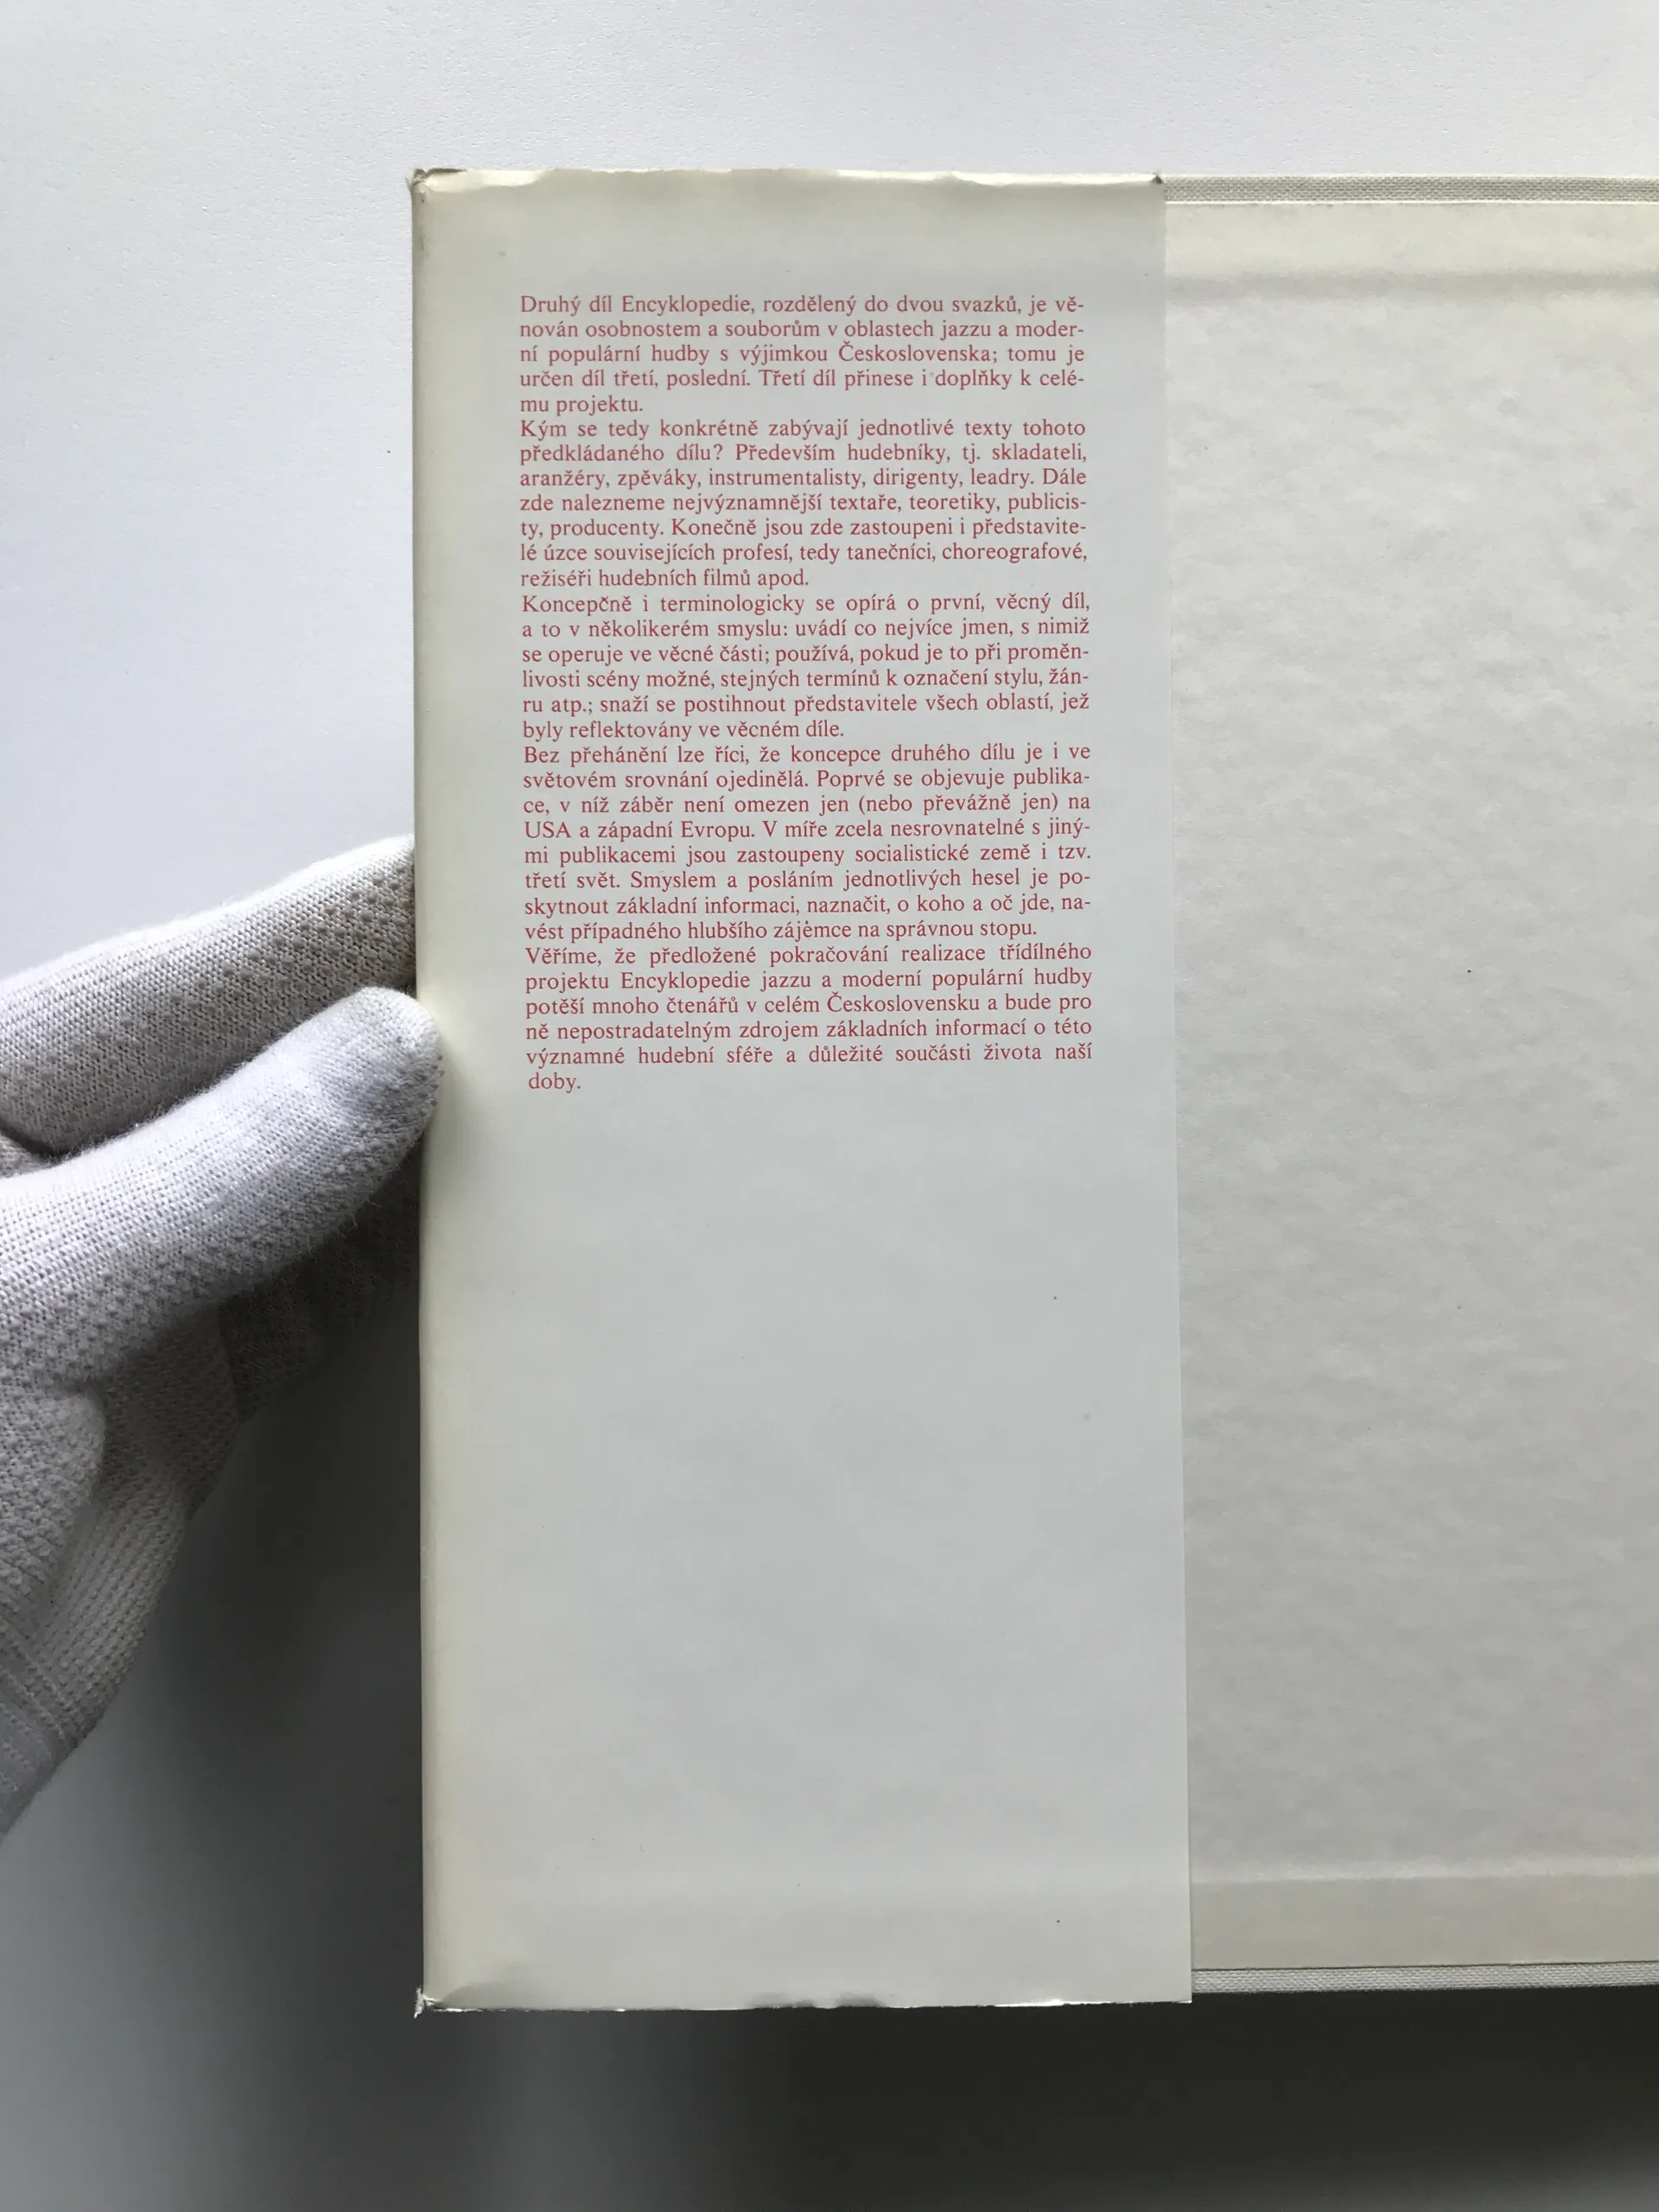 Druhý díl Encyklopedie, rozdělený do dvou svazků, je vě-
nován osobnostem a souborům v oblastech jazzu a moder-
ní populární hudby s výjimkou Československa; tomu je
určen díl třetí, poslední. Třetí díl přinese i doplňky k celé-
mu projektu.
Kým se tedy konkrétně zabývají jednotlivé texty tohoto
předkládaného dílu? Především hudebníky, tj. skladateli,
aranžéry, zpěváky, instrumentalisty, dirigenty, leadry. Dále
zde nalezneme nejvýznamnější textaře, teoretiky, publicis-
ty, producenty. Konečně jsou zde zastoupeni i představite-
lé úzce souvisejících profesí, tedy tanečníci, choreografové,
režiséři hudebních filmů apod.
Koncepčně i terminologicky se opírá o první, věcný díl,
a to v několikerém smyslu: uvádí co nejvíce jmen, s nimiž
se operuje ve věcné části; používá, pokud je to při proměn-
livosti scény možné, stejných termínů k označení stylu, žán-
ru atp.; snaží se postihnout představitele všech oblastí, jež
byly reflektovány ve věcném díle.
Bez přehánění lze říci, že koncepce druhého dílu je i ve
světovém srovnání ojedinělá. Poprvé se objevuje publika-
ce, v níž záběr není omezen jen (nebo převážně jen) na
USA a západní Evropu. V míře zcela nesrovnatelné s jiný-
mi publikacemi jsou zastoupeny socialistické země i tzv.
třetí svět. Smyslem a posláním jednotlivých hesel je po-
skytnout základní informaci, naznačit, o koho a oč jde, na-
vést případného hlubšího zájemce na správnou stopu.
Věříme, že předložené pokračování realizace třídílného
projektu Encyklopedie jazzu a moderní populární hudby
potěší mnoho čtenářů v celém Československu a bude pro
ně nepostradatelným zdrojem základních informací o této
významné hudební sféře a důležité součásti života naší
doby.